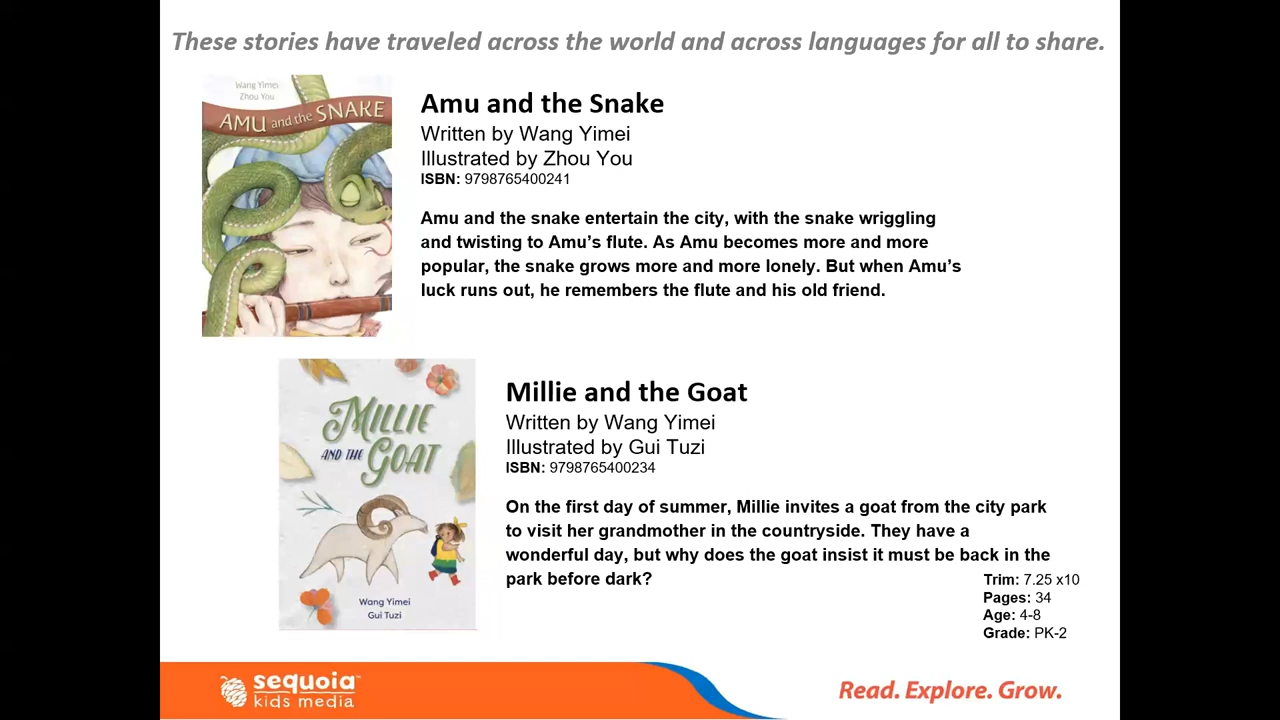 These stories have traveled across the world and across languages for all to share.
Wang Yimei
Zhou You
AMU and the SNAKE
Amu and the Snake
Written by Wang Yimei
Illustrated by Zhou You
ISBN: 9798765400241
Amu and the snake entertain the city, with the snake wriggling
and twisting to Amu’s flute. As Amu becomes more and more
popular, the snake grows more and more lonely. But when Amu’s
luck runs out, he remembers the flute and his old friend.
MILLIE
AND THE GOAT
Wang Yimei
Gui Tuzi
Millie and the Goat
Written by Wang Yimei
Illustrated by Gui Tuzi
ISBN: 9798765400234
On the first day of summer, Millie invites a goat from the city park
to visit her grandmother in the countryside. They have a
wonderful day, but why does the goat insist it must be back in the
park before dark?
Trim: 7.25 x10
Pages: 34
Age: 4-8
Grade: PK-2
sequoia™
kids media
Read. Explore. Grow.